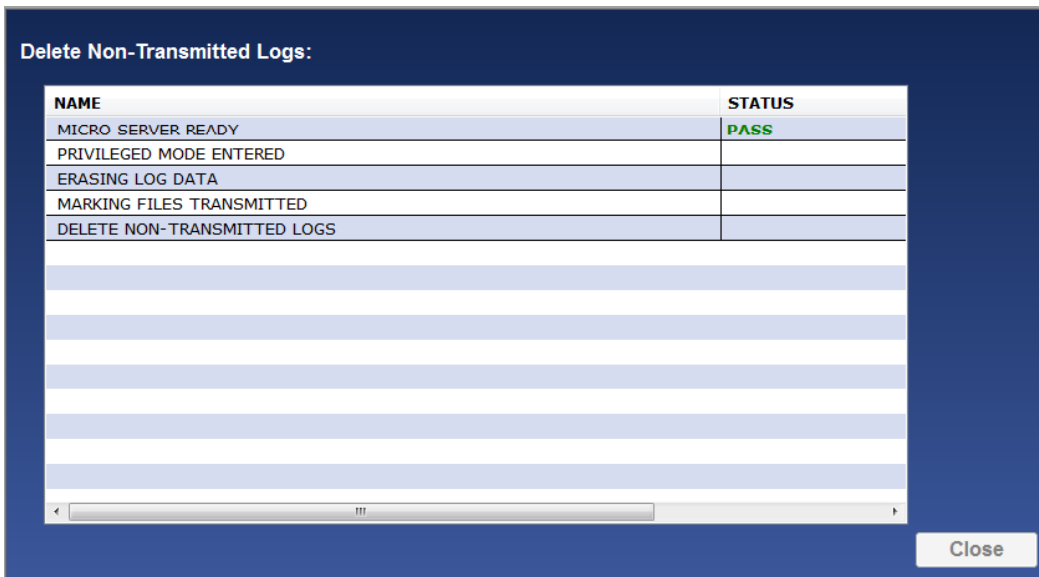 Delete Non-Transmitted Logs:
NAME STATUS
MICRO SERVER READY PASS
PRIVILEGED MODE ENTERED
ERASING LOG DATA
MARKING FILES TRANSMITTED
DELETE NON-TRANSMITTED LOGS
Close